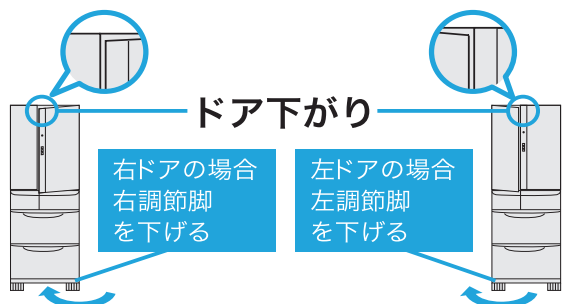 ドア下がり
右ドアの場合
右調節脚
を下げる
左ドアの場合
左調節脚
を下げる